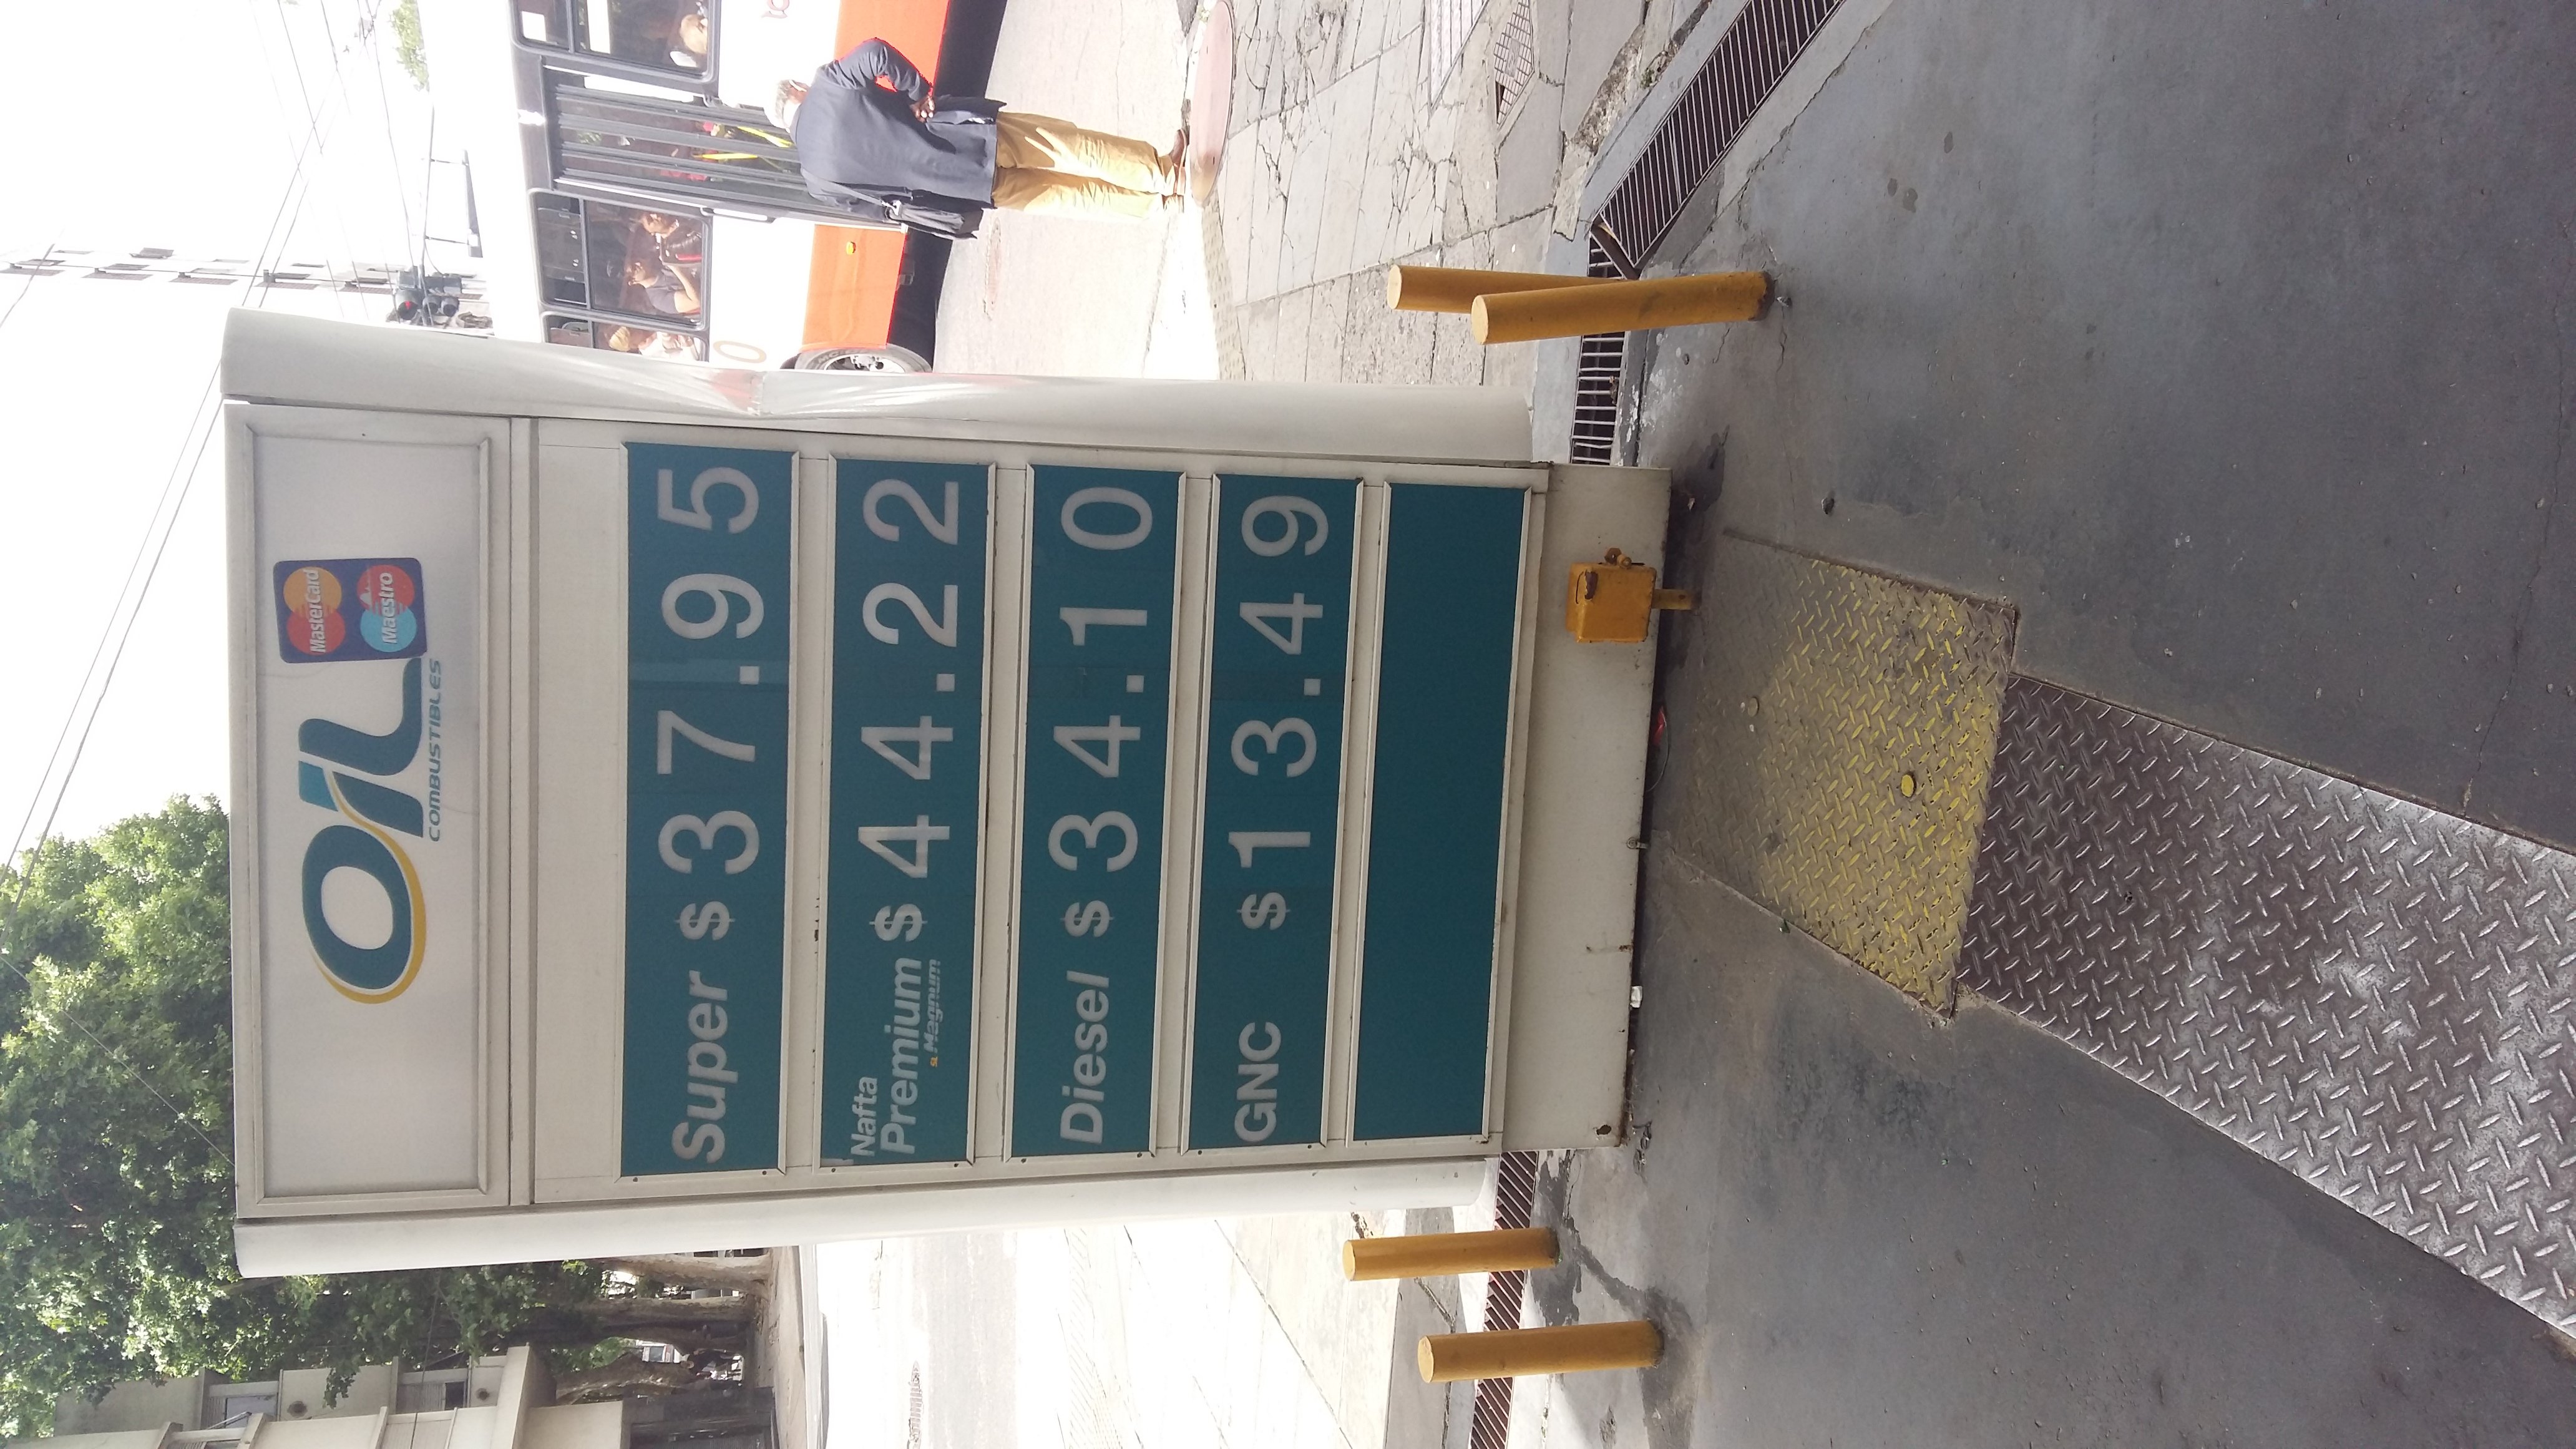 OIL
COMBUSTIBLES
MasterCard
Maestro
Super $ 37.95
Nafta
Premium $ 44.22
Magnum
Diesel $ 34.10
GNC $ 13.49